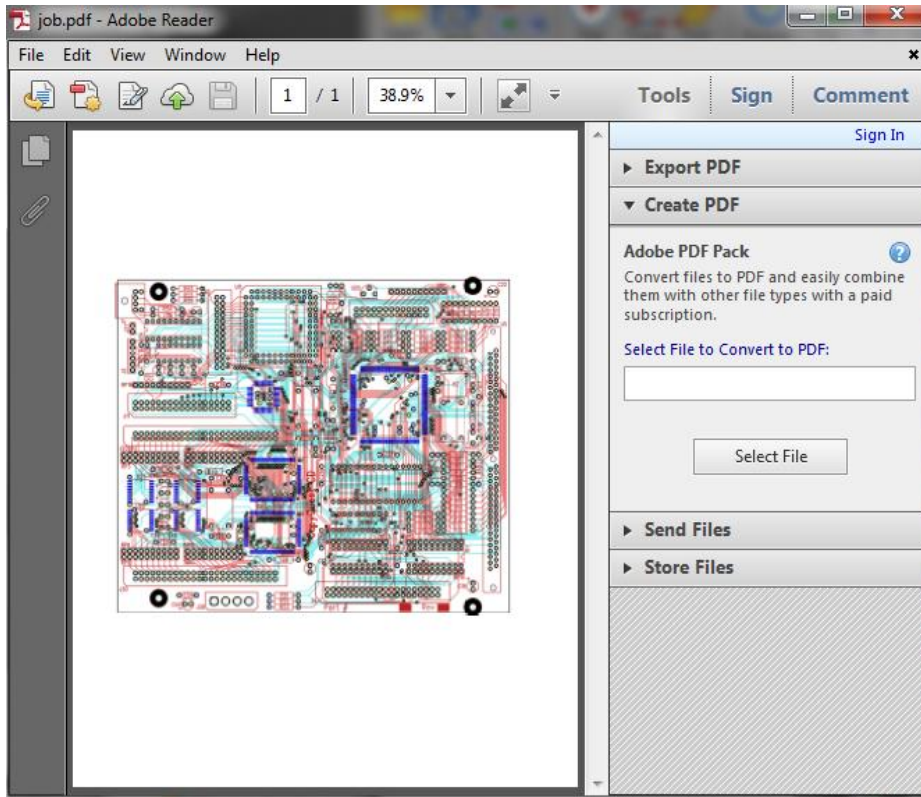 job.pdf - Adobe Reader
File Edit View Window Help
1 / 1 38.9% Tools Sign Comment
Sign In
Export PDF
Create PDF
Adobe PDF Pack
Convert files to PDF and easily combine
them with other file types with a paid
subscription.
Select File to Convert to PDF:
Select File
Send Files
Store Files